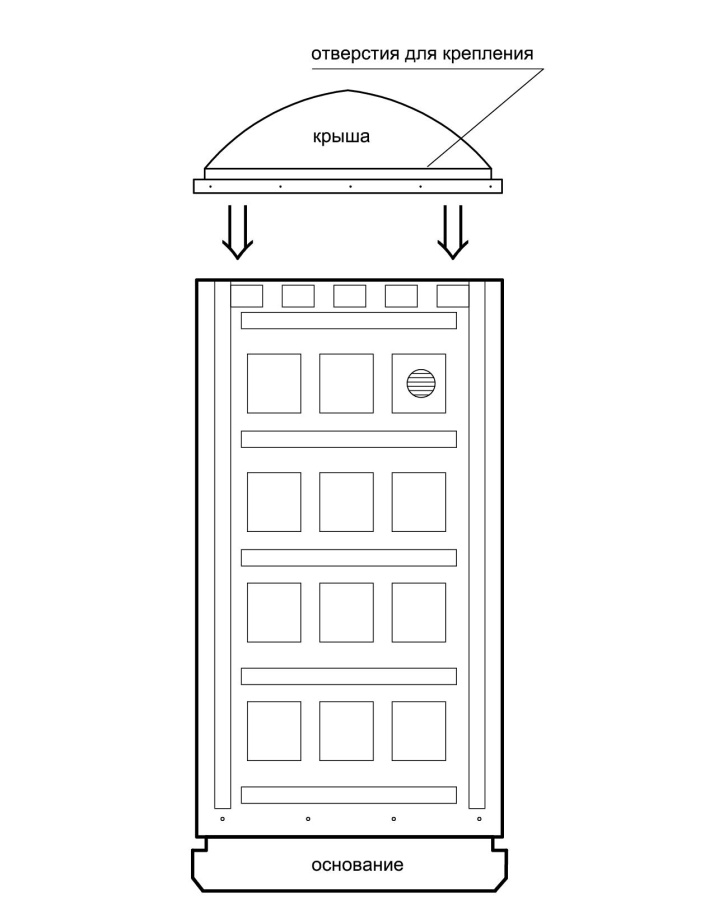 отверстия для крепления
крыша
основание